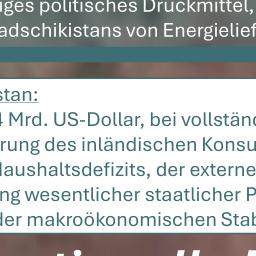 iges politisches Druckmittel,
adschikistans von Energielief
stan:
4 Mrd. US-Dollar, bei vollständ
rung des inländischen Konsu
Haushaltsdefizits, der externe
ng wesentlicher staatlicher P
der makroökonomischen Stab